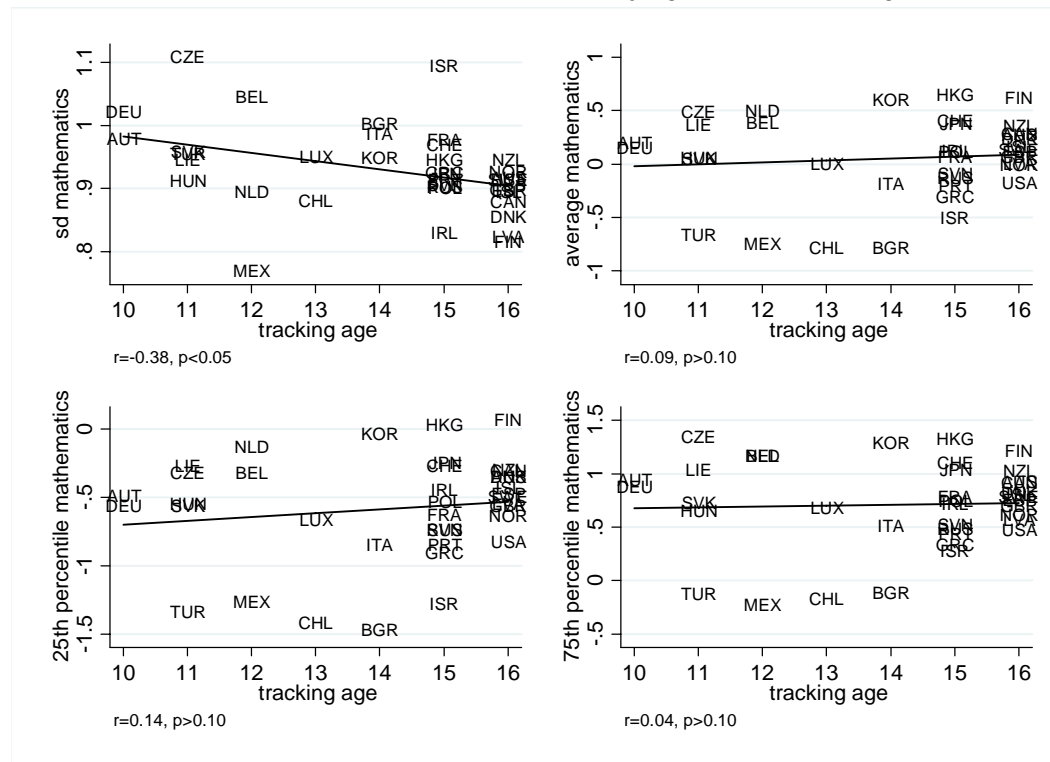 sd mathematics
1.1
1
.9
.8
CZE
ISR
BEL
DEU
BGR
ITA
AUT
FRA
CHE
LUX
KOR
HKG
NZL
LIE
NOR
HUN
NLD
CHL
CAN
DNK
IRL
LVA
FIN
MEX
10 11 12 13 14 15 16
tracking age
r=-0.38, p<0.05
average mathematics
1
.5
0
-.5
-1
HKG
FIN
KOR
CZE
NLD
BEL
LIE
CHE
JPN
NZL
AUT
DEU
LUX
FRA
NOR
SVN
ITA
PRT
USA
GRC
ISR
TUR
MEX
CHL
BGR
10 11 12 13 14 15 16
tracking age
r=0.09, p>0.10
25th percentile mathematics
0
-.5
-1
-1.5
FIN
HKG
KOR
NLD
LIE
JPN
CHE
CZE
BEL
IRL
AUT
DEU
HUN
SVK
POL
LUX
FRA
NOR
ITA
PRT
USA
GRC
MEX
ISR
TUR
CHL
BGR
10 11 12 13 14 15 16
tracking age
r=0.14, p>0.10
75th percentile mathematics
1.5
1
.5
0
-.5
CZE
HKG
KOR
FIN
CHE
LIE
JPN
NZL
AUT
DEU
FRA
SVK
IRL
HUN
LUX
GBR
NOR
LVA
ITA
SVN
USA
GRC
ISR
TUR
BGR
CHL
MEX
10 11 12 13 14 15 16
tracking age
r=0.04, p>0.10